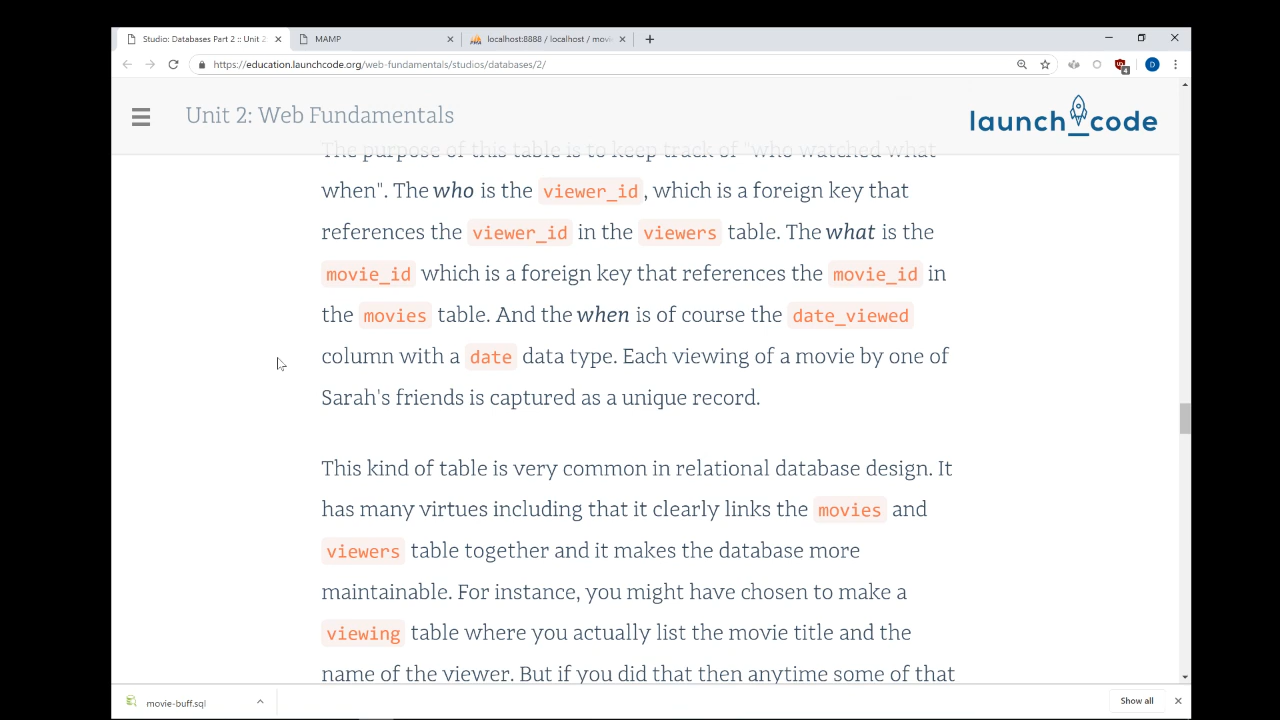 Studio: Databases Part 2 :: Unit 2
MAMP
localhost:8888 / localhost / movi
https://education.launchcode.org/web-fundamentals/studios/databases/2/
4
D
Unit 2: Web Fundamentals
launch_code
The purpose of this table is to keep track of "who watched what
when". The who is the viewer_id, which is a foreign key that
references the viewer_id in the viewers table. The what is the
movie_id which is a foreign key that references the movie_id in
the movies table. And the when is of course the date_viewed
column with a date data type. Each viewing of a movie by one of
Sarah's friends is captured as a unique record.
This kind of table is very common in relational database design. It
has many virtues including that it clearly links the movies and
viewers table together and it makes the database more
maintainable. For instance, you might have chosen to make a
viewing table where you actually list the movie title and the
name of the viewer. But if you did that then anytime some of that
movie-buff.sql
Show all